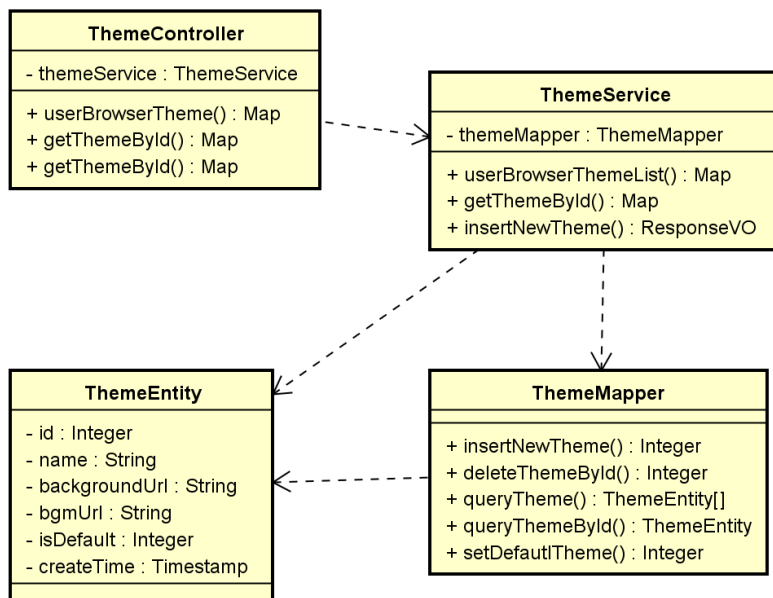 ThemeController
- themeService : ThemeService
+ userBrowserTheme() : Map
+ getThemeById() : Map
+ getThemeById() : Map
ThemeService
- themeMapper : ThemeMapper
+ userBrowserThemeList() : Map
+ getThemeById() : Map
+ insertNewTheme() : ResponseVO
ThemeEntity
- id : Integer
- name : String
- backgroundUrl : String
- bgmUrl : String
- isDefault : Integer
- createTime : Timestamp
ThemeMapper
+ insertNewTheme() : Integer
+ deleteThemeById() : Integer
+ queryTheme() : ThemeEntity[]
+ queryThemeById() : ThemeEntity
+ setDefautlTheme() : Integer